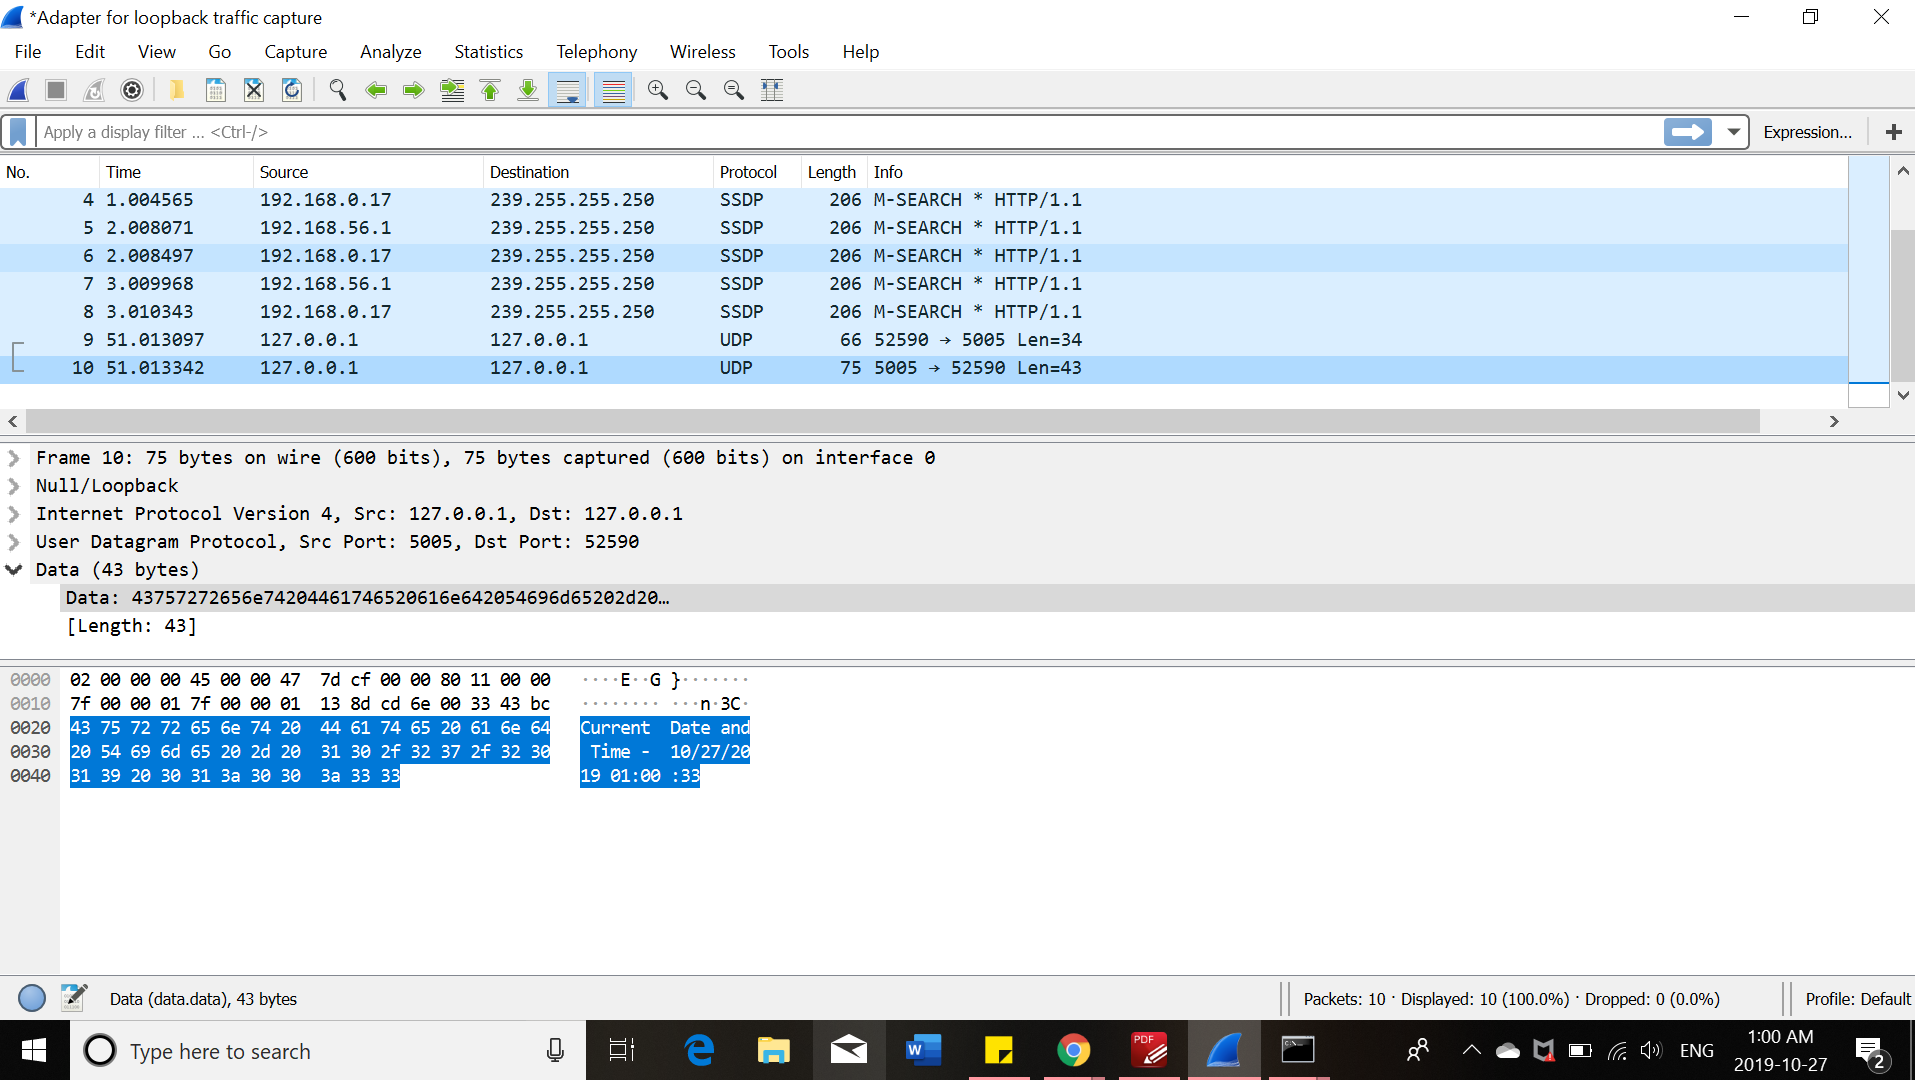 *Adapter for loopback traffic capture
File Edit View Go Capture Analyze Statistics Telephony Wireless Tools Help
Apply a display filter ... <Ctrl-/> Expression... +
No. Time Source Destination Protocol Length Info
4 1.004565 192.168.0.17 239.255.255.250 SSDP 206 M-SEARCH * HTTP/1.1
5 2.008071 192.168.56.1 239.255.255.250 SSDP 206 M-SEARCH * HTTP/1.1
6 2.008497 192.168.0.17 239.255.255.250 SSDP 206 M-SEARCH * HTTP/1.1
7 3.009968 192.168.56.1 239.255.255.250 SSDP 206 M-SEARCH * HTTP/1.1
8 3.010343 192.168.0.17 239.255.255.250 SSDP 206 M-SEARCH * HTTP/1.1
9 51.013097 127.0.0.1 127.0.0.1 UDP 66 52590 → 5005 Len=34
10 51.013342 127.0.0.1 127.0.0.1 UDP 75 5005 → 52590 Len=43
Frame 10: 75 bytes on wire (600 bits), 75 bytes captured (600 bits) on interface 0
Null/Loopback
Internet Protocol Version 4, Src: 127.0.0.1, Dst: 127.0.0.1
User Datagram Protocol, Src Port: 5005, Dst Port: 52590
Data (43 bytes)
Data: 43757272656e74204461746520616e642054696d65202d20…
[Length: 43]
0000 02 00 00 00 45 00 00 47 7d cf 00 00 80 11 00 00 ····E··G }·······
0010 7f 00 00 01 7f 00 00 01 13 8d cd 6e 00 33 43 bc ········ ···n·3C·
0020 43 75 72 72 65 6e 74 20 44 61 74 65 20 61 6e 64 Current Date and
0030 20 54 69 6d 65 20 2d 20 31 30 2f 32 37 2f 32 30 Time - 10/27/20
0040 31 39 20 30 31 3a 30 30 3a 33 33 19 01:00 :33
Data (data.data), 43 bytes Packets: 10 · Displayed: 10 (100.0%) · Dropped: 0 (0.0%) Profile: Default
Type here to search PDF ENG 1:00 AM
2019-10-27 2